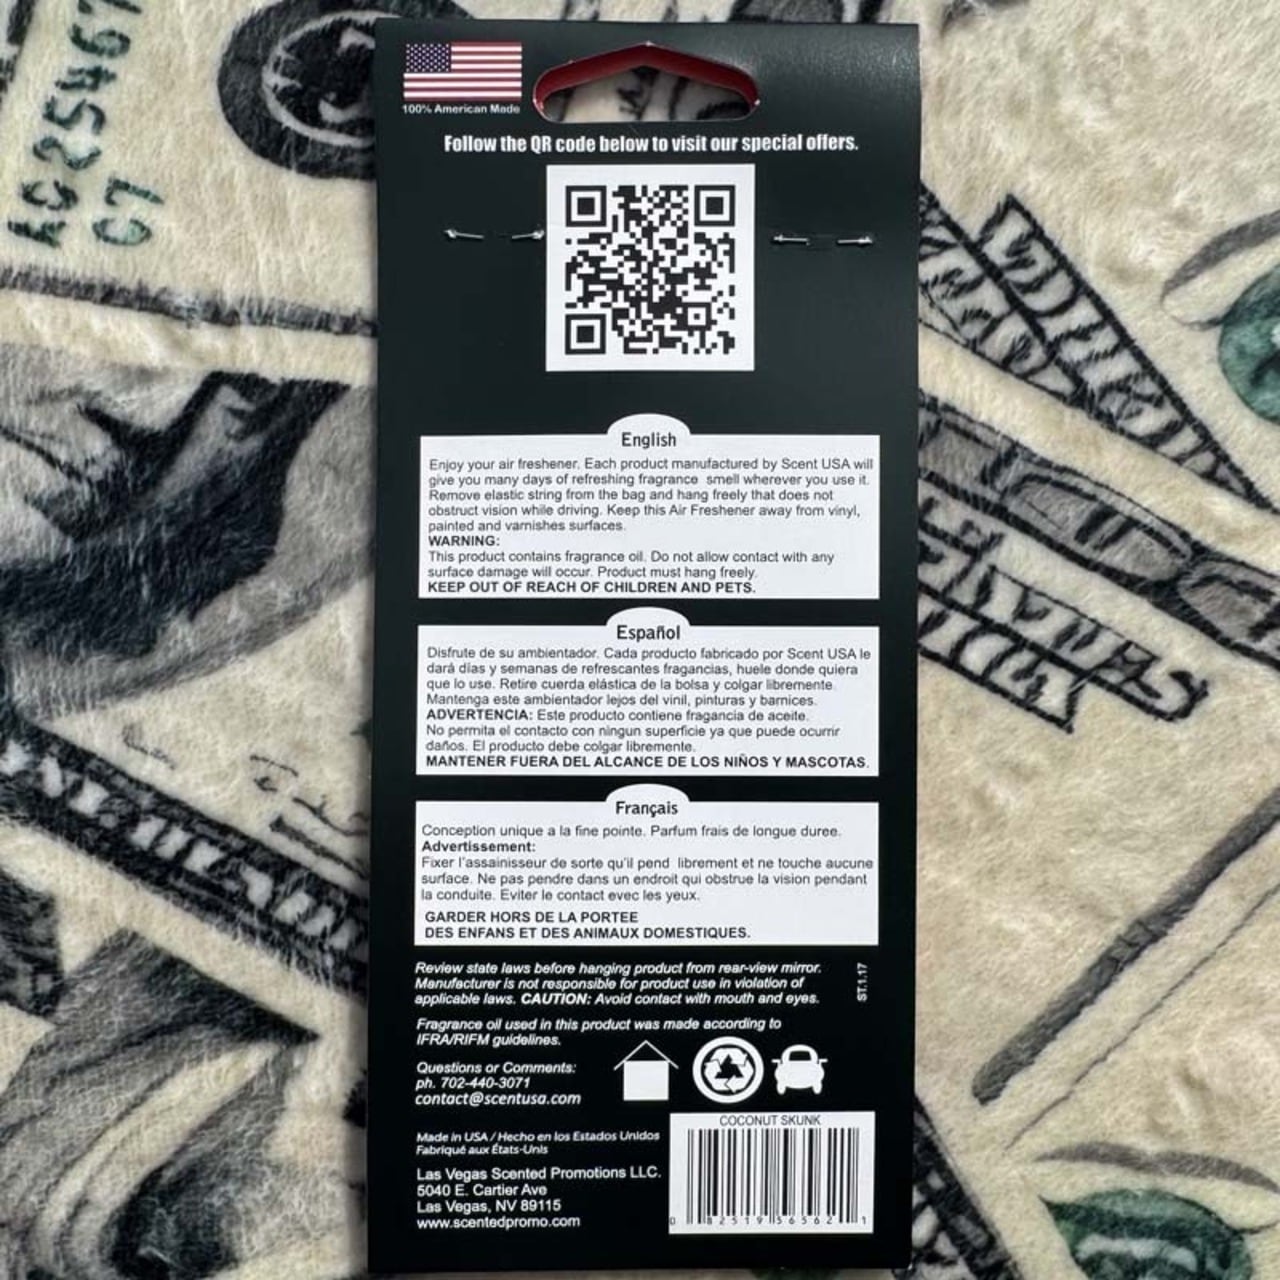 AC25467
C7
100% American Made
Follow the QR code below to visit our special offers.
English
Enjoy your air freshener. Each product manufactured by Scent USA will
give you many days of refreshing fragrance smell wherever you use it.
Remove elastic string from the bag and hang freely that does not
obstruct vision while driving. Keep this Air Freshener away from vinyl,
painted and varnishes surfaces.
WARNING:
This product contains fragrance oil. Do not allow contact with any
surface damage will occur. Product must hang freely.
KEEP OUT OF REACH OF CHILDREN AND PETS.
Español
Disfrute de su ambientador. Cada producto fabricado por Scent USA le
dará días y semanas de refrescantes fragancias, huele donde quiera
que lo use. Retire cuerda elástica de la bolsa y colgar libremente.
Mantenga este ambientador lejos del vinil, pinturas y barnices.
ADVERTENCIA: Este producto contiene fragancia de aceite.
No permita el contacto con ningun superficie ya que puede ocurrir
daños. El producto debe colgar libremente.
MANTENER FUERA DEL ALCANCE DE LOS NIÑOS Y MASCOTAS.
Français
Conception unique a la fine pointe. Parfum frais de longue duree.
Advertissement:
Fixer l'assainisseur de sorte qu'il pend librement et ne touche aucune
surface. Ne pas pendre dans un endroit qui obstrue la vision pendant
la conduite. Eviter le contact evec les yeux.
GARDER HORS DE LA PORTEE
DES ENFANS ET DES ANIMAUX DOMESTIQUES.
Review state laws before hanging product from rear-view mirror.
Manufacturer is not responsible for product use in violation of
applicable laws. CAUTION: Avoid contact with mouth and eyes.
ST.1.17
Fragrance oil used in this product was made according to
IFRA/RIFM guidelines.
Questions or Comments:
ph. 702-440-3071
contact@scentusa.com
Made in USA / Hecho en los Estados Unidos
Fabriqué aux États-Unis
Las Vegas Scented Promotions LLC.
5040 E. Cartier Ave
Las Vegas, NV 89115
www.scentedpromo.com
COCONUT SKUNK
0 82519 56562 1